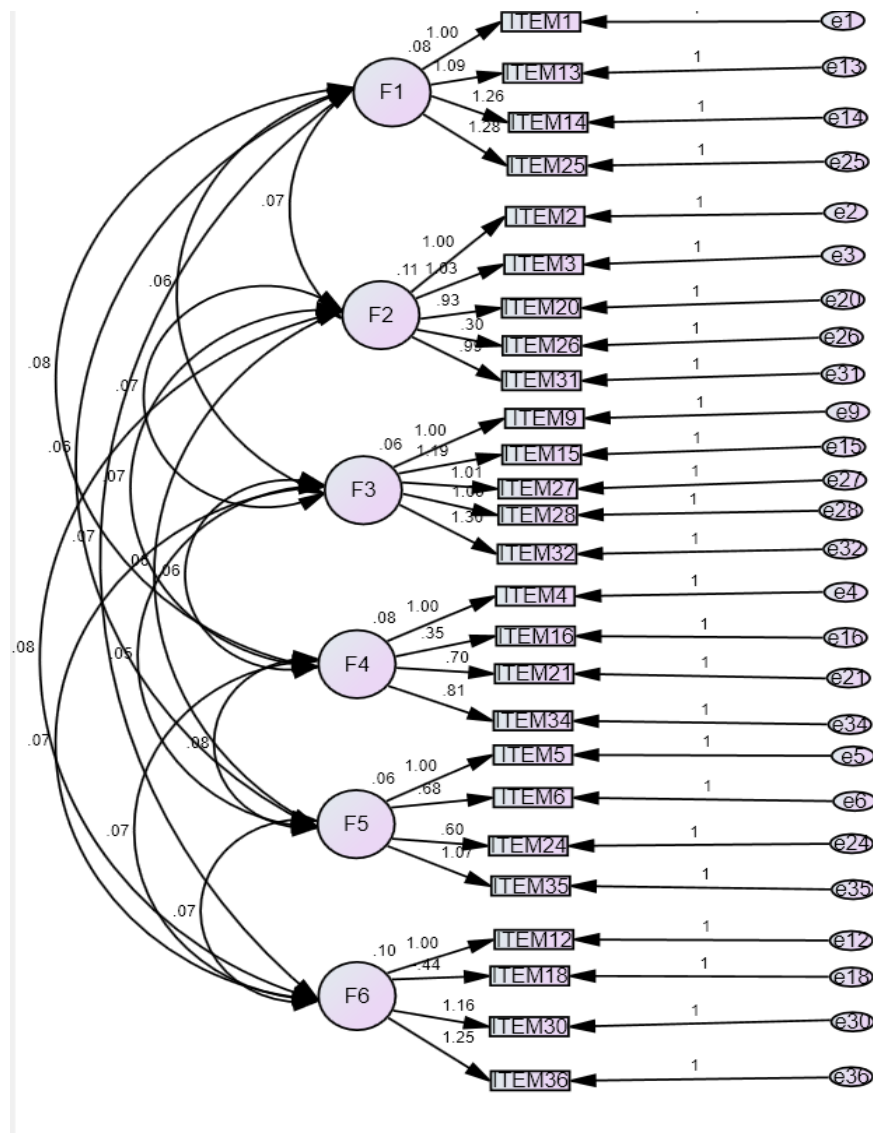 1.00 ITEM1 e1
.08
1.09 ITEM13 1 e13
F1
1.26 ITEM14 1 e14
1.28 ITEM25 1 e25
.07
1.00 ITEM2 1 e2
.11 1.03 ITEM3 1 e3
.06
.93 ITEM20 1 e20
F2
.30 ITEM26 1 e26
ITEM31 1 e31
.08
.07
1.00 ITEM9 1 e9
.06 1.19 ITEM15 1 e15
.06
.07
1.01 ITEM27 1 e27
F3
ITEM28 1 e28
1.30 ITEM32 1 e32
.07
.06
1.00 ITEM4 1 e4
.08
.35 ITEM16 1 e16
.08
.05
.70 ITEM21 1 e21
F4
.81 ITEM34 1 e34
.07
.08
1.00 ITEM5 1 e5
.06
.68 ITEM6 1 e6
.07
F5
.60 ITEM24 1 e24
1.07 ITEM35 1 e35
.07
1.00 ITEM12 1 e12
.10
.44 ITEM18 1 e18
F6
1.16 ITEM30 1 e30
1.25 ITEM36 1 e36